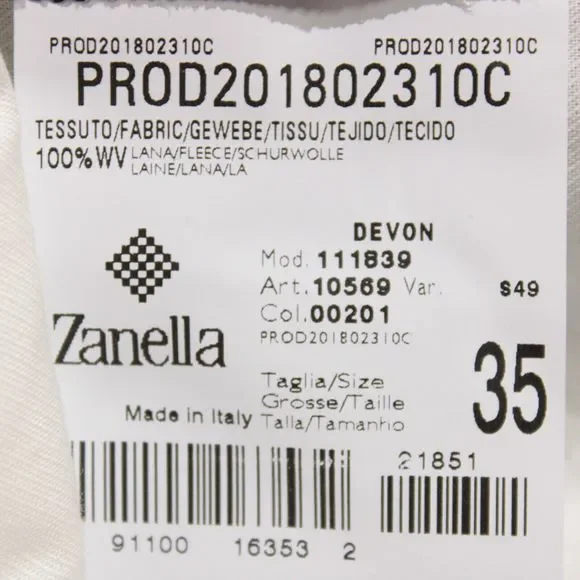 PROD201802310C PROD201802310C
PROD201802310C
TESSUTO/FABRIC/GEWEBE/TISSU/TEJIDO/TECIDO
100% WV LANA/FLEECE/SCHURWOLLE
LAINE/LANA/LA
DEVON
Mod. 111839
Art. 10569 Var. $49
Col. 00201
PROD201802310C
Zanella
Taglia/Size
Grosse/Taille
Talla/Tamanho
35
Made in Italy
21851
91100 16353 2